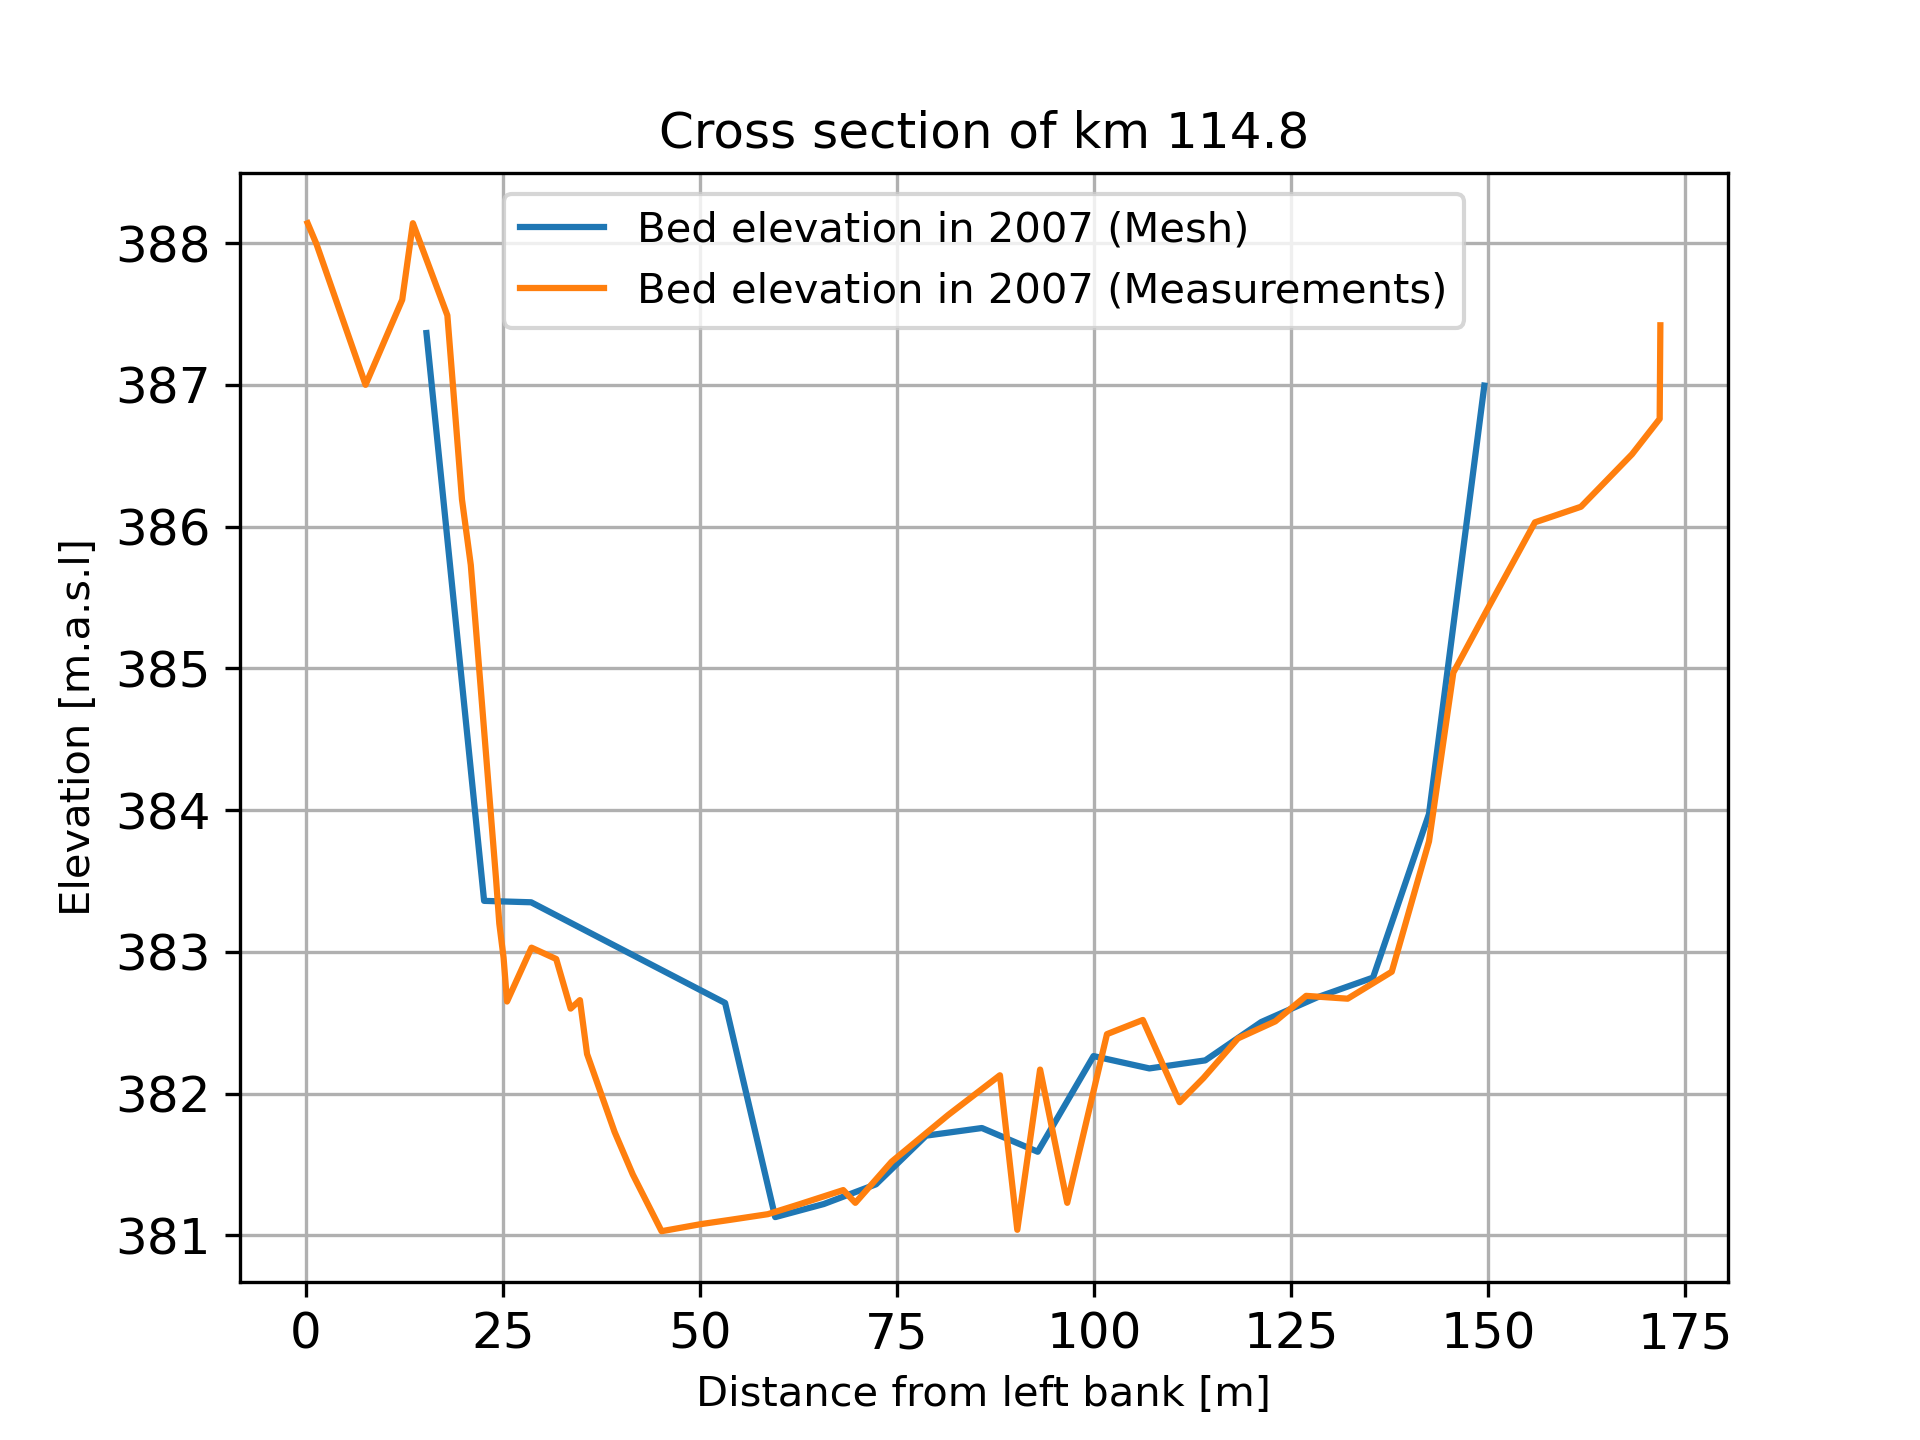 Cross section of km 114.8
Bed elevation in 2007 (Mesh)
Bed elevation in 2007 (Measurements)
Elevation [m.a.s.l]
388
387
386
385
384
383
382
381
0 25 50 75 100 125 150 175
Distance from left bank [m]